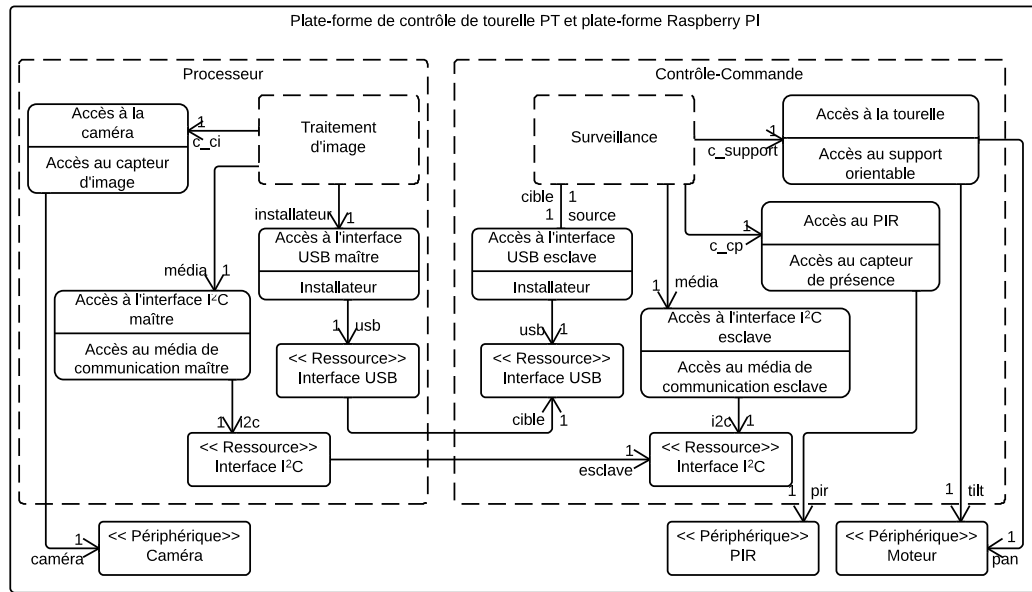 Plate-forme de contrôle de tourelle PT et plate-forme Raspberry PI
Processeur
Accès à la
caméra
Accès au capteur
d'image
1
c_ci
Traitement
d'image
installateur
1
média
1
Accès à l'interface
USB maître
Installateur
Accès à l'interface I²C
maître
Accès au média de
communication maître
1
usb
<< Ressource>>
Interface USB
1
i2c
<< Ressource>>
Interface I²C
Contrôle-Commande
Surveillance
1
c_support
Accès à la tourelle
Accès au support
orientable
cible
1
1
source
1
c_cp
Accès au PIR
Accès au capteur
de présence
Accès à l'interface
USB esclave
Installateur
1
média
Accès à l'interface I²C
esclave
Accès au média de
communication esclave
usb
1
<< Ressource>>
Interface USB
cible
1
i2c
1
<< Ressource>>
Interface I²C
1
esclave
1
pir
1
tilt
1
pan
1
caméra
<< Périphérique>>
Caméra
<< Périphérique>>
PIR
<< Périphérique>>
Moteur